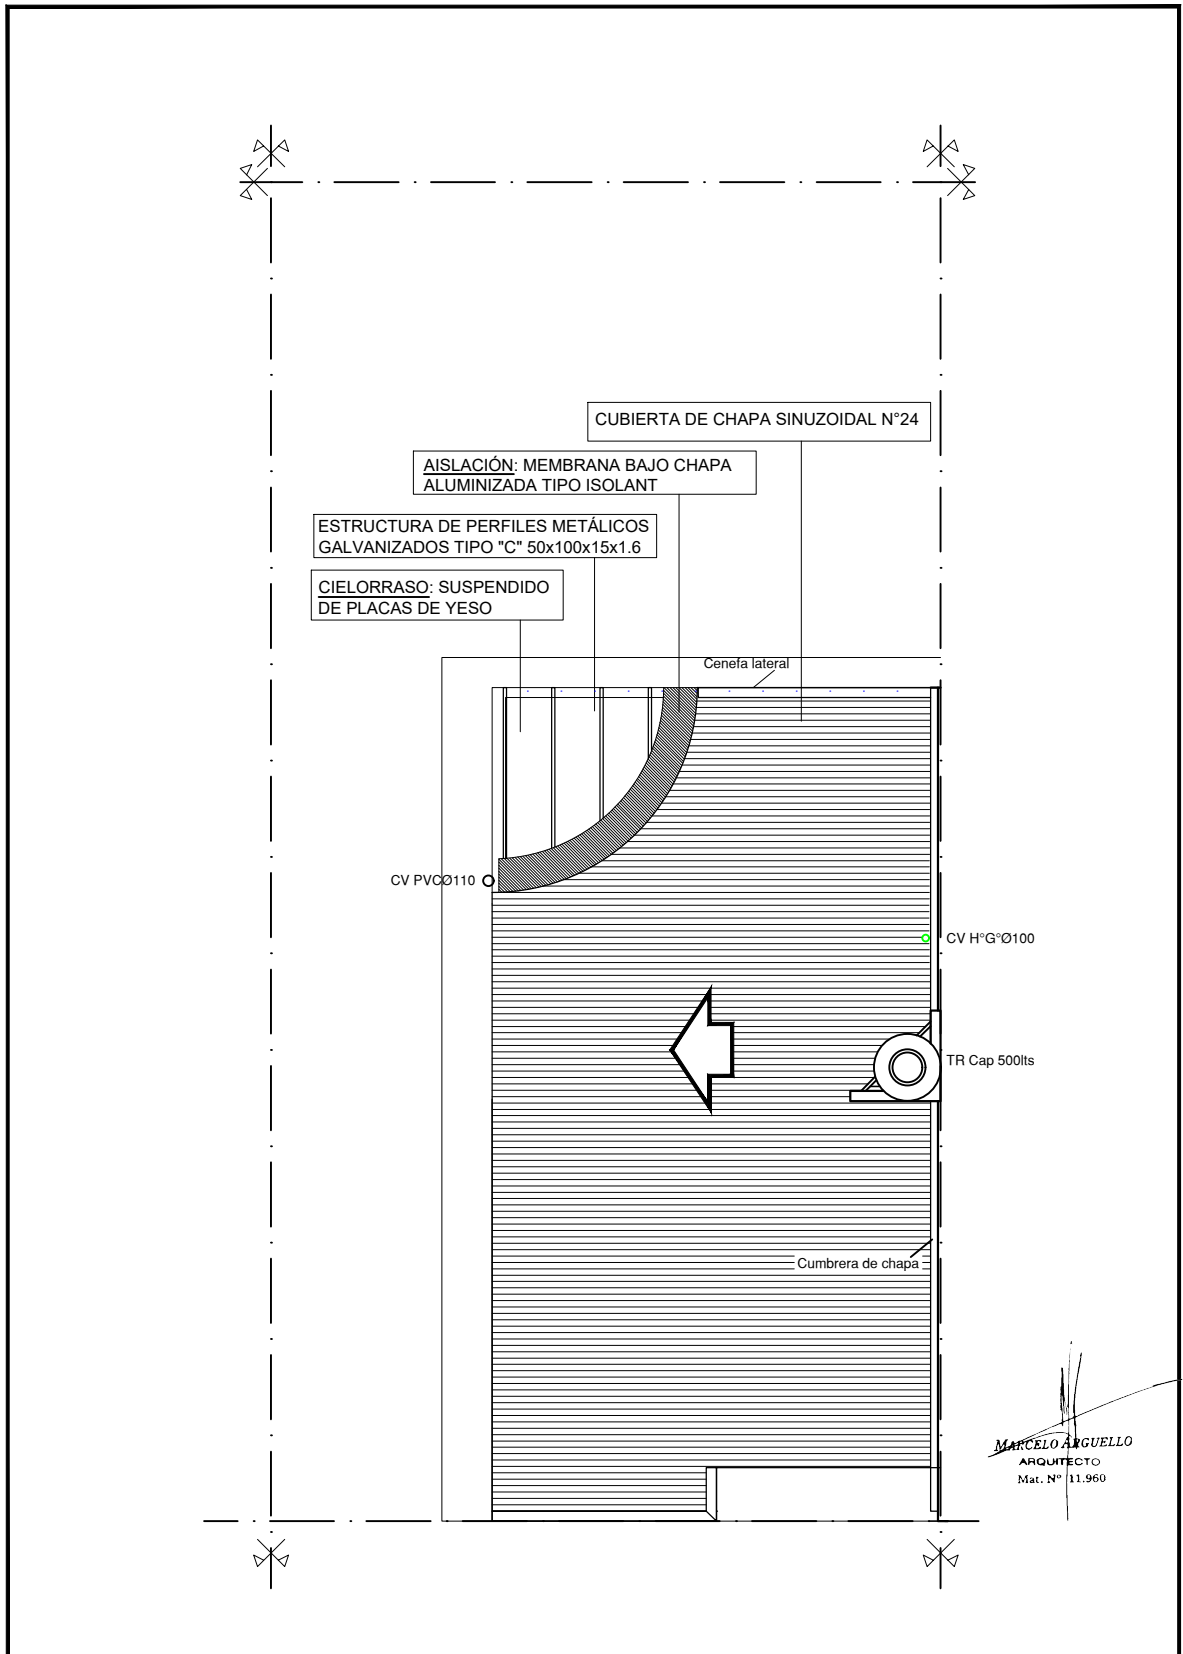 CUBIERTA DE CHAPA SINUZOIDAL N°24
AISLACIÓN: MEMBRANA BAJO CHAPA
ALUMINIZADA TIPO ISOLANT
ESTRUCTURA DE PERFILES METÁLICOS
GALVANIZADOS TIPO "C" 50x100x15x1.6
CIELORRASO: SUSPENDIDO
DE PLACAS DE YESO
Cenefa lateral
CV PVCØ110
CV H°G°Ø100
TR Cap 500lts
Cumbrera de chapa
MARCELO ARGUELLO
ARQUITECTO
Mat. Nº 11.960